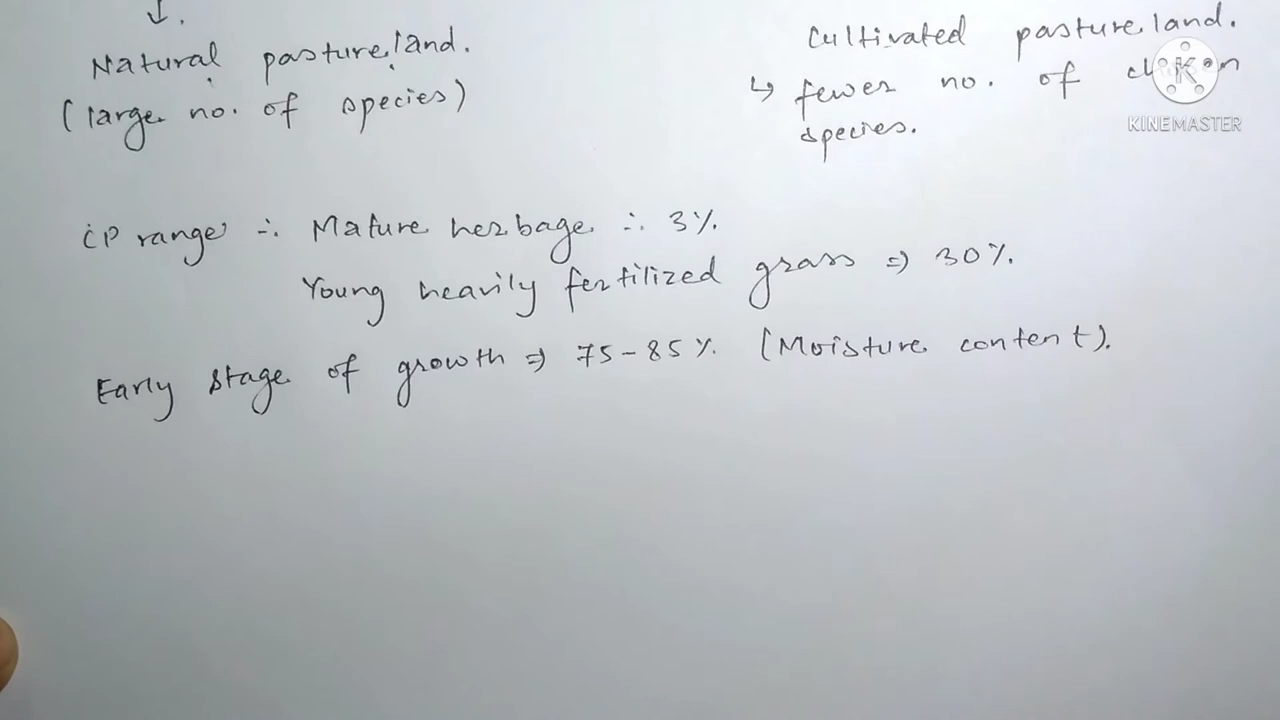 Natural pasture land.
(large no. of species)
Cultivated pasture land.
↳ fewer no. of
species.
KINEMASTER
CP range ∴ Mature herbage ∴ 3%.
Young heavily fertilized grass ⇒ 30%.
Early stage of growth ⇒ 75-85%. (Moisture content).